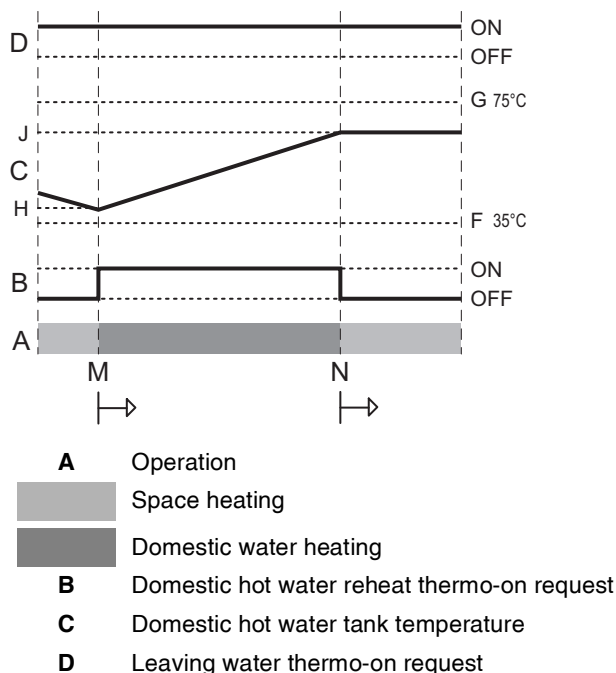 D
ON
OFF
G 75°C
J
C
H
F 35°C
B
ON
OFF
A
M
N
A Operation
Space heating
Domestic water heating
B Domestic hot water reheat thermo-on request
C Domestic hot water tank temperature
D Leaving water thermo-on request